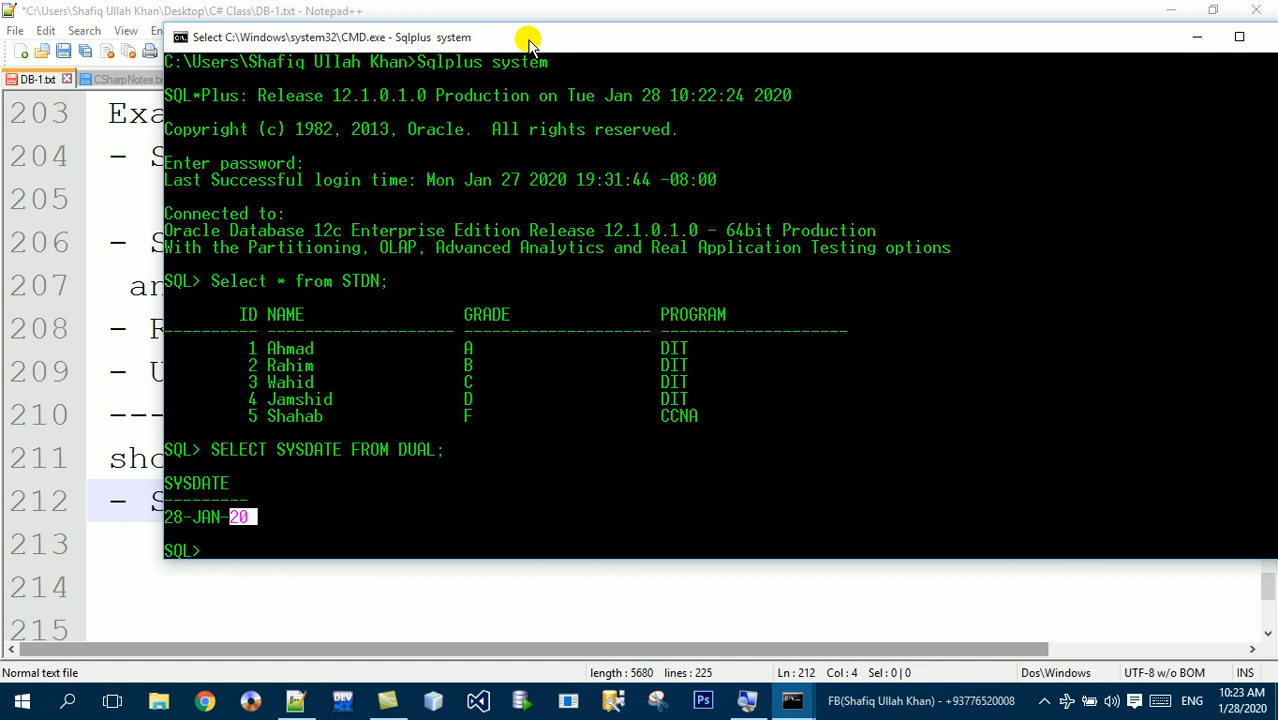 *C:\Users\Shafiq Ullah Khan\Desktop\C# Class\DB-1.txt - Notepad++
File Edit Search View En
Select C:\Windows\system32\CMD.exe - Sqlplus system
DB-1.txt CSharpNotes.tx
C:\Users\Shafiq Ullah Khan>Sqlplus system
SQL*Plus: Release 12.1.0.1.0 Production on Tue Jan 28 10:22:24 2020
Copyright (c) 1982, 2013, Oracle. All rights reserved.
Enter password:
Last Successful login time: Mon Jan 27 2020 19:31:44 -08:00
Connected to:
Oracle Database 12c Enterprise Edition Release 12.1.0.1.0 - 64bit Production
With the Partitioning, OLAP, Advanced Analytics and Real Application Testing options
SQL> Select * from STDN;
ID NAME GRADE PROGRAM
---------- -------------------- -------------------- --------------------
1 Ahmad A DIT
2 Rahim B DIT
3 Wahid C DIT
4 Jamshid D DIT
5 Shahab F CCNA
SQL> SELECT SYSDATE FROM DUAL;
SYSDATE
---------
28-JAN-20
SQL>
203 Exa
204 - S
205
206 - S
207 an
208 - R
209 - U
210 ---
211 sho
212 - S
213
214
215
Normal text file length : 5680 lines : 225 Ln : 212 Col : 4 Sel : 0 | 0 Dos\Windows UTF-8 w/o BOM INS
DEV
Ps
FB(Shafiq Ullah Khan) - +93776520008 ENG 10:23 AM
1/28/2020